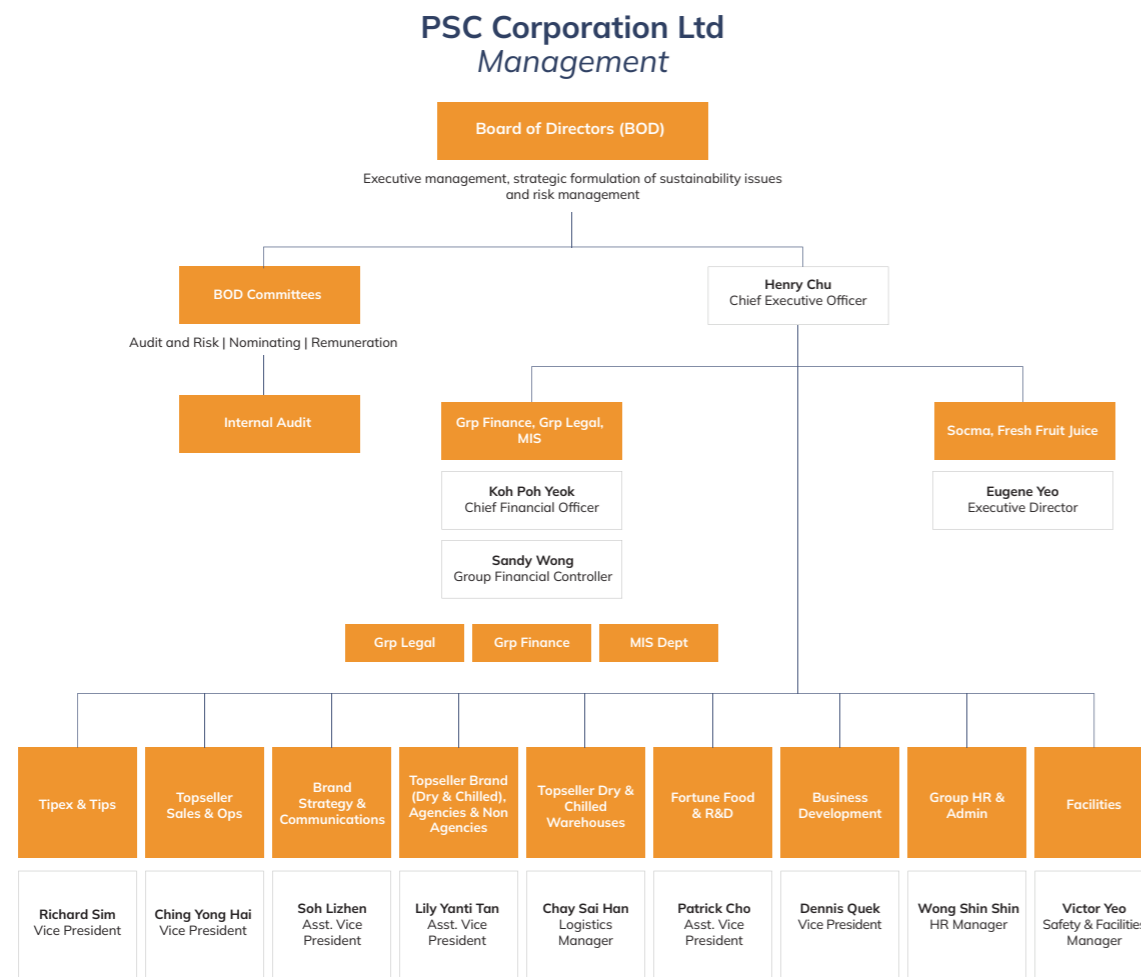 PSC Corporation Ltd
Management
Board of Directors (BOD)
Executive management, strategic formulation of sustainability issues
and risk management
BOD Committees
Audit and Risk | Nominating | Remuneration
Internal Audit
Henry Chu
Chief Executive Officer
Grp Finance, Grp Legal,
MIS
Koh Poh Yeok
Chief Financial Officer
Sandy Wong
Group Financial Controller
Socma, Fresh Fruit Juice
Eugene Yeo
Executive Director
Grp Legal
Grp Finance
MIS Dept
Tipex & Tips
Richard Sim
Vice President
Topseller
Sales & Ops
Ching Yong Hai
Vice President
Brand
Strategy &
Communications
Soh Lizhen
Asst. Vice
President
Topseller Brand
(Dry & Chilled),
Agencies & Non
Agencies
Lily Yanti Tan
Asst. Vice
President
Topseller Dry &
Chilled
Warehouses
Chay Sai Han
Logistics
Manager
Fortune Food
& R&D
Patrick Cho
Asst. Vice
President
Business
Development
Dennis Quek
Vice President
Group HR &
Admin
Wong Shin Shin
HR Manager
Facilities
Victor Yeo
Safety & Facilities
Manager